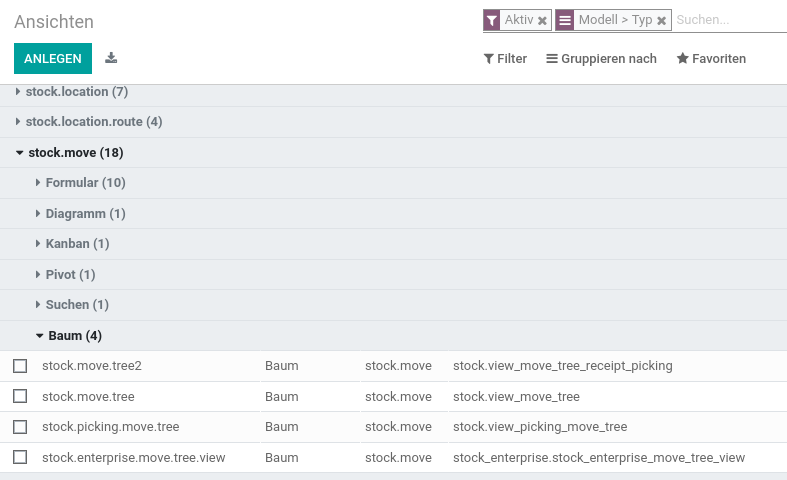 Ansichten
Aktiv Modell > Typ Suchen...
ANLEGEN Filter Gruppieren nach Favoriten
stock.location (7)
stock.location.route (4)
stock.move (18)
Formular (10)
Diagramm (1)
Kanban (1)
Pivot (1)
Suchen (1)
Baum (4)
stock.move.tree2 Baum stock.move stock.view_move_tree_receipt_picking
stock.move.tree Baum stock.move stock.view_move_tree
stock.picking.move.tree Baum stock.move stock.view_picking_move_tree
stock.enterprise.move.tree.view Baum stock.move stock_enterprise.stock_enterprise_move_tree_view